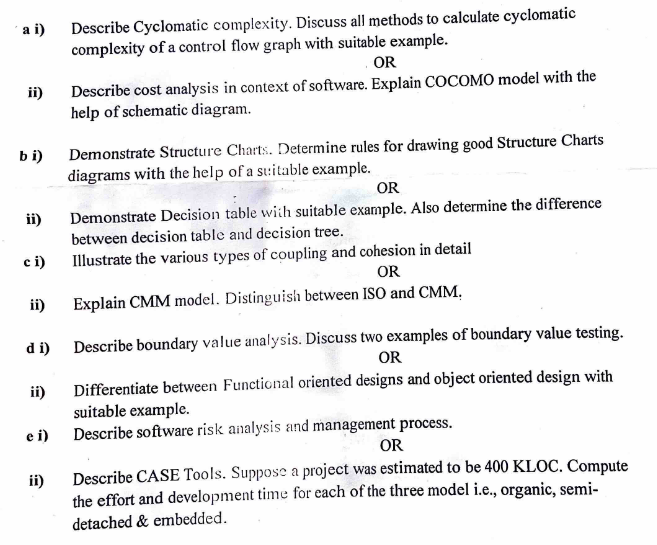 a i) Describe Cyclomatic complexity. Discuss all methods to calculate cyclomatic
complexity of a control flow graph with suitable example.
OR
ii) Describe cost analysis in context of software. Explain COCOMO model with the
help of schematic diagram.
b i) Demonstrate Structure Charts. Determine rules for drawing good Structure Charts
diagrams with the help of a suitable example.
OR
ii) Demonstrate Decision table with suitable example. Also determine the difference
between decision table and decision tree.
c i) Illustrate the various types of coupling and cohesion in detail
OR
ii) Explain CMM model. Distinguish between ISO and CMM.
d i) Describe boundary value analysis. Discuss two examples of boundary value testing.
OR
ii) Differentiate between Functional oriented designs and object oriented design with
suitable example.
e i) Describe software risk analysis and management process.
OR
ii) Describe CASE Tools. Suppose a project was estimated to be 400 KLOC. Compute
the effort and development time for each of the three model i.e., organic, semi-
detached & embedded.